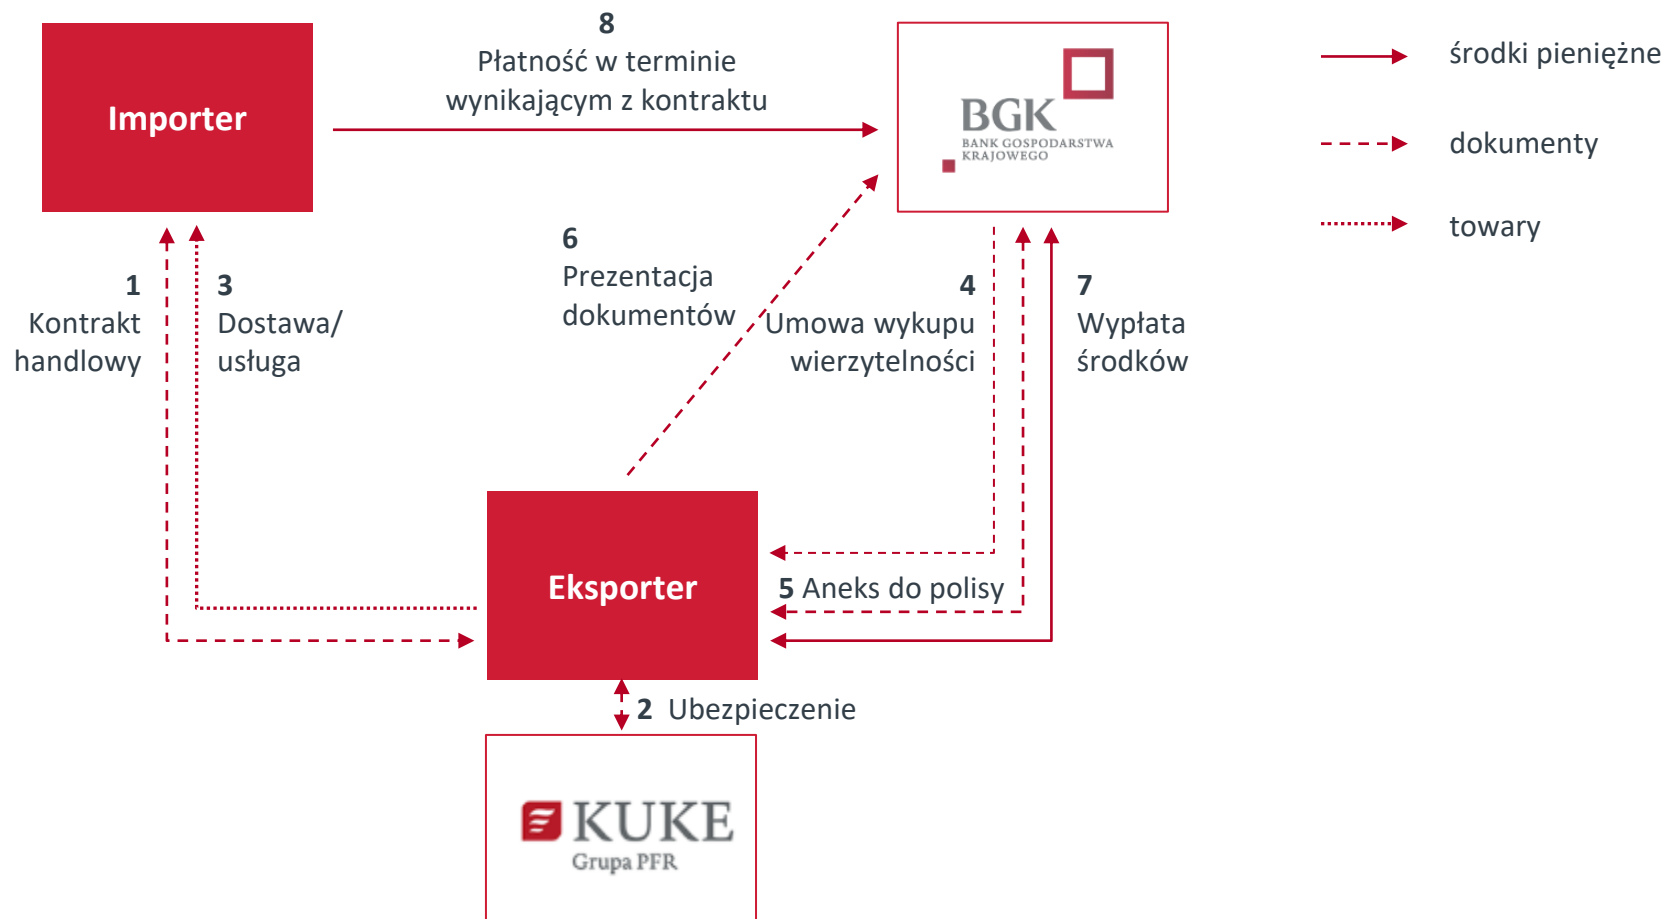 Importer
8
Płatność w terminie
wynikającym z kontraktu
BGK
BANK GOSPODARSTWA
KRAJOWEGO
środki pieniężne
dokumenty
towary
1
Kontrakt
handlowy
3
Dostawa/
usługa
6
Prezentacja
dokumentów
4
Umowa wykupu
wierzytelności
7
Wypłata
środków
Eksporter
5 Aneks do polisy
2 Ubezpieczenie
KUKE
Grupa PFR